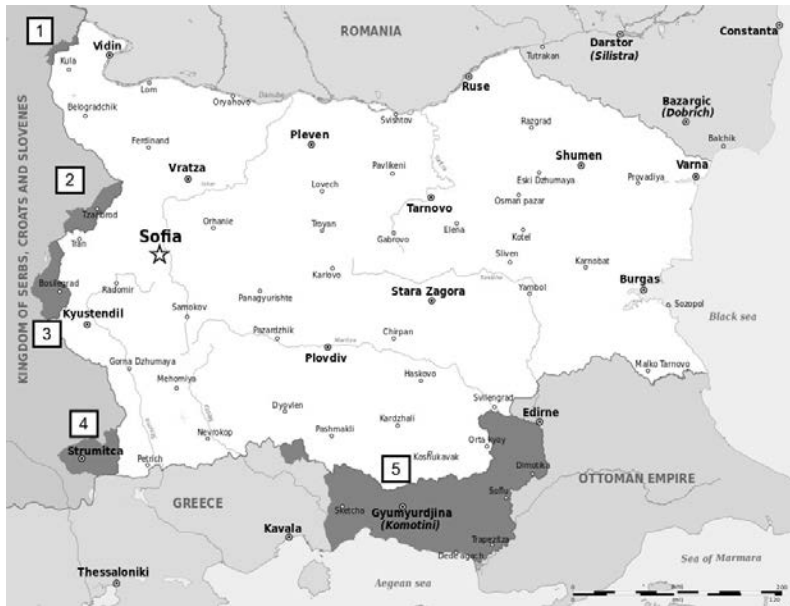 1
ROMANIA
Constanta
Vidin
Darstor
(Silistra)
Tutrakan
Kula
Ruse
Lom
Oryahovo
Danube
Bazargic
(Dobrich)
Belogradchik
Svishtov
Razgrad
Balchik
Ferdinand
Pleven
Shumen
Varna
2
Vratza
Pavlikeni
Eski Dzhumaya
Provadiya
Lovech
Tarnovo
Osman pazar
Tzaribrod
Orhanie
Troyan
Elena
Kotel
Tran
Sofia
Gabrovo
Sliven
Karnobat
KINGDOM OF SERBS, CROATS AND SLOVENES
Karlovo
Bosilegrad
Radomir
Panagyurishte
Stara Zagora
Yambol
Burgas
Sozopol
Samokov
Black sea
3
Kyustendil
Pazardzhik
Chirpan
Maritza
Plovdiv
Gorna Dzhumaya
Malko Tarnovo
Mehomiya
Haskovo
Svilengrad
4
Dyovlen
Edirne
Nevrokop
Pashmakli
Kardzhali
Orta kyoy
Strumitca
Petrich
Koshukavak
5
Dimotika
OTTOMAN EMPIRE
GREECE
Sketcha
Gyumyurdjina
(Komotini)
Soflu
Kavala
Trapezitza
Dedeagach
Sea of Marmara
Thessaloniki
Aegean sea